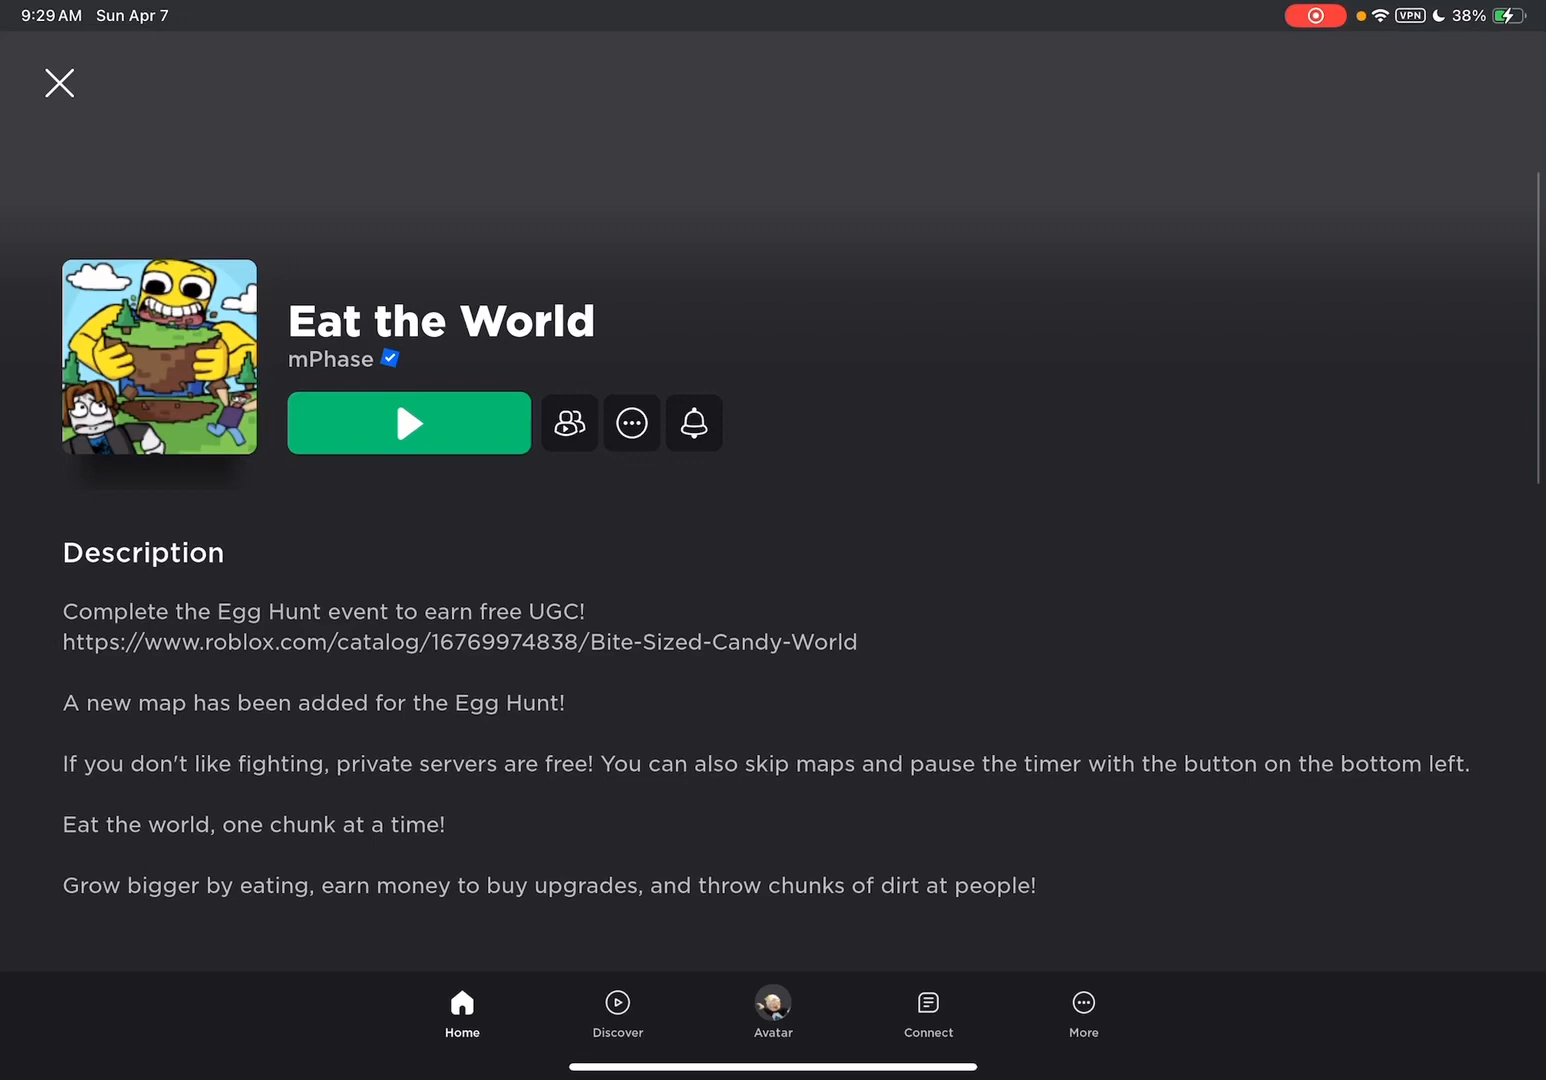 9:29 AM Sun Apr 7
VPN 38%
Eat the World
mPhase
Description
Complete the Egg Hunt event to earn free UGC!
https://www.roblox.com/catalog/16769974838/Bite-Sized-Candy-World
A new map has been added for the Egg Hunt!
If you don't like fighting, private servers are free! You can also skip maps and pause the timer with the button on the bottom left.
Eat the world, one chunk at a time!
Grow bigger by eating, earn money to buy upgrades, and throw chunks of dirt at people!
Home
Discover
Avatar
Connect
More